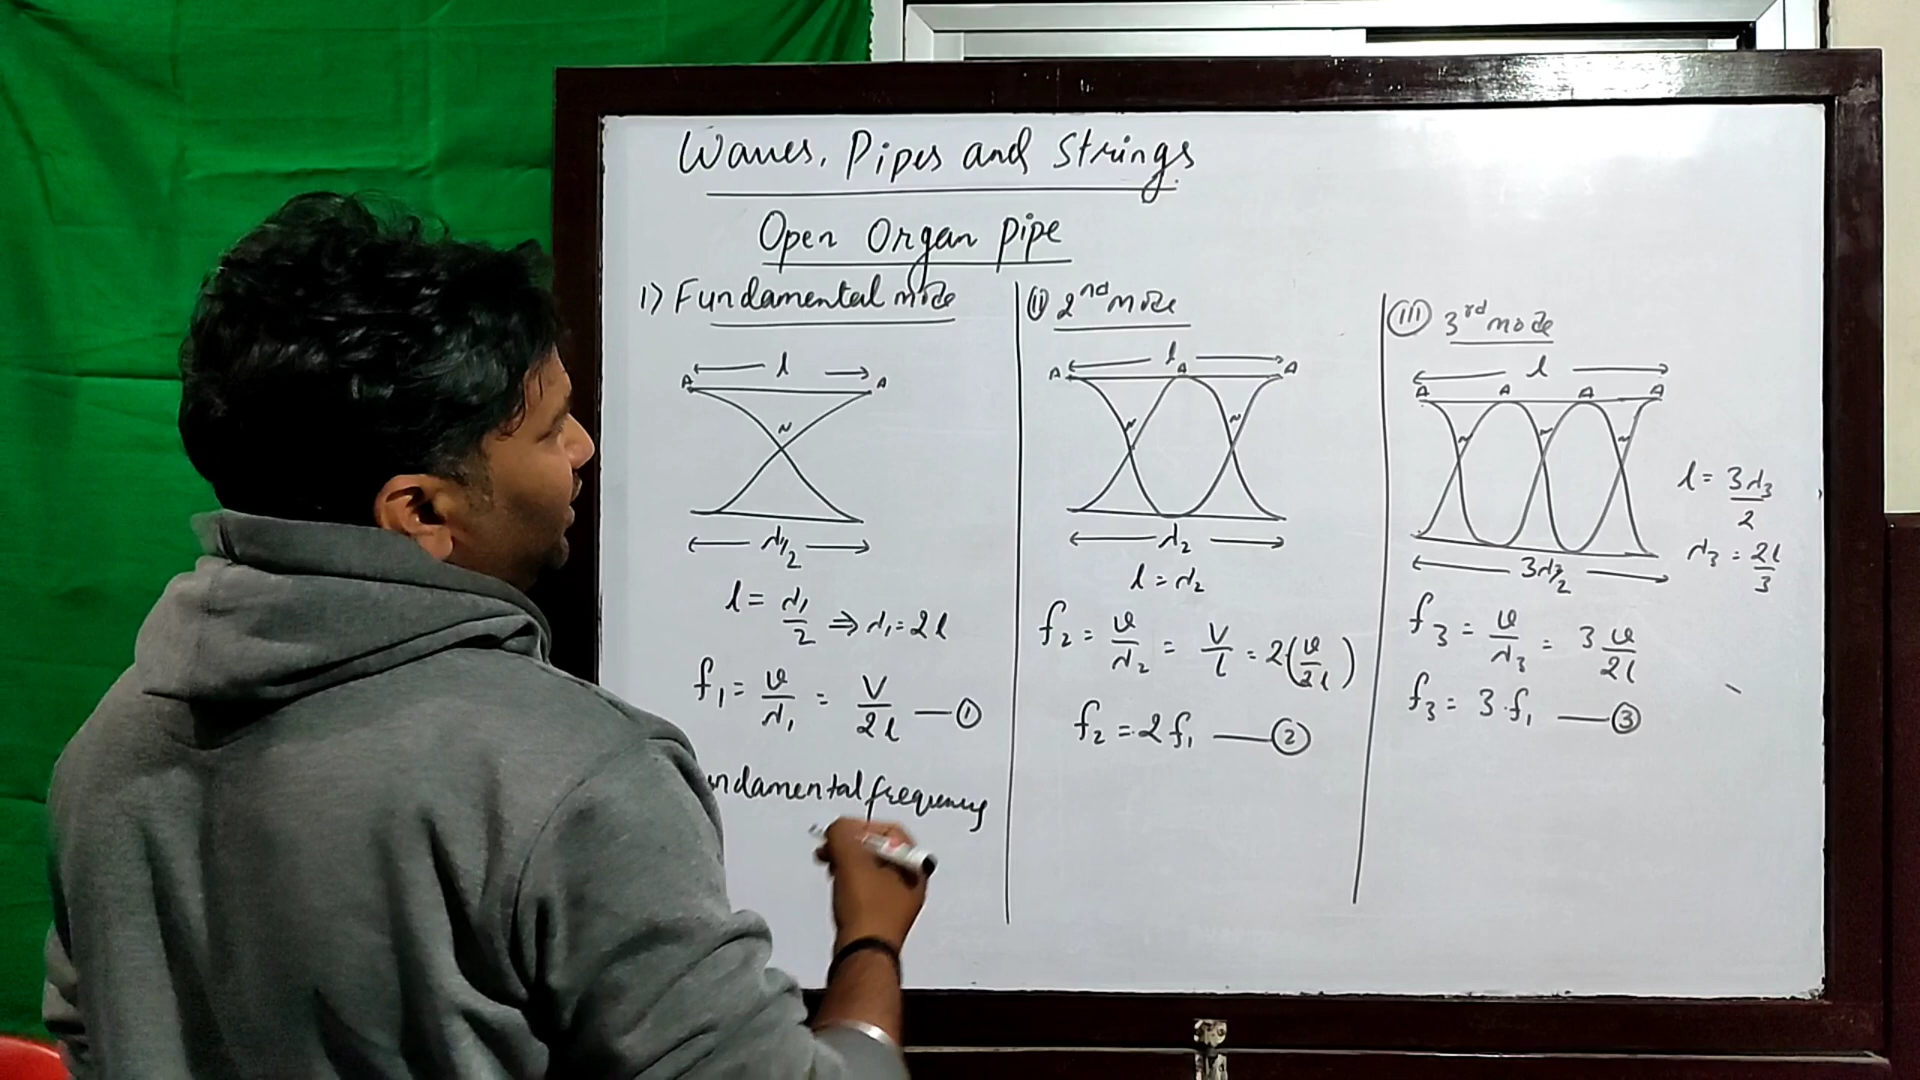 Waves, Pipes and Strings
Open Organ Pipe
1) Fundamental mode
l
A A
N
λ1/2
l = λ1/2 ⇒ λ1 = 2l
f1 = v/λ1 = V/2l —①
ndamental frequency
(ii) 2nd mode
l
A A A
N N
λ2
l = λ2
f2 = v/λ2 = V/l = 2(v/2l)
f2 = 2 f1 —②
(iii) 3rd mode
l
A A A A
N N N
3λ3/2
l = 3λ3/2
λ3 = 2l/3
f3 = v/λ3 = 3 v/2l
f3 = 3·f1 —③